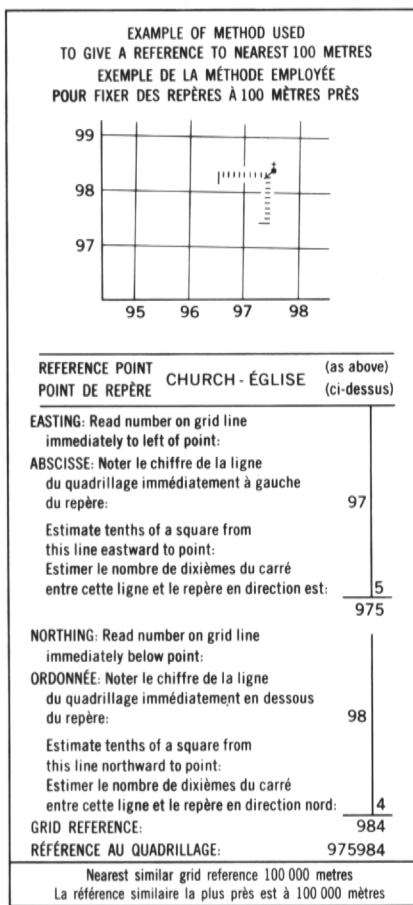 EXAMPLE OF METHOD USED
TO GIVE A REFERENCE TO NEAREST 100 METRES
EXEMPLE DE LA MÉTHODE EMPLOYÉE
POUR FIXER DES REPÈRES À 100 MÈTRES PRÈS
99
98
97
95 96 97 98
REFERENCE POINT
POINT DE REPÈRE
CHURCH - ÉGLISE
(as above)
(ci-dessus)
EASTING: Read number on grid line
immediately to left of point:
ABSCISSE: Noter le chiffre de la ligne
du quadrillage immédiatement à gauche
du repère: 97
Estimate tenths of a square from
this line eastward to point:
Estimer le nombre de dixièmes du carré
entre cette ligne et le repère en direction est: 5
975
NORTHING: Read number on grid line
immediately below point:
ORDONNÉE: Noter le chiffre de la ligne
du quadrillage immédiatement en dessous
du repère: 98
Estimate tenths of a square from
this line northward to point:
Estimer le nombre de dixièmes du carré
entre cette ligne et le repère en direction nord: 4
GRID REFERENCE: 984
RÉFÉRENCE AU QUADRILLAGE: 975984
Nearest similar grid reference 100 000 metres
La référence similaire la plus près est à 100 000 mètres